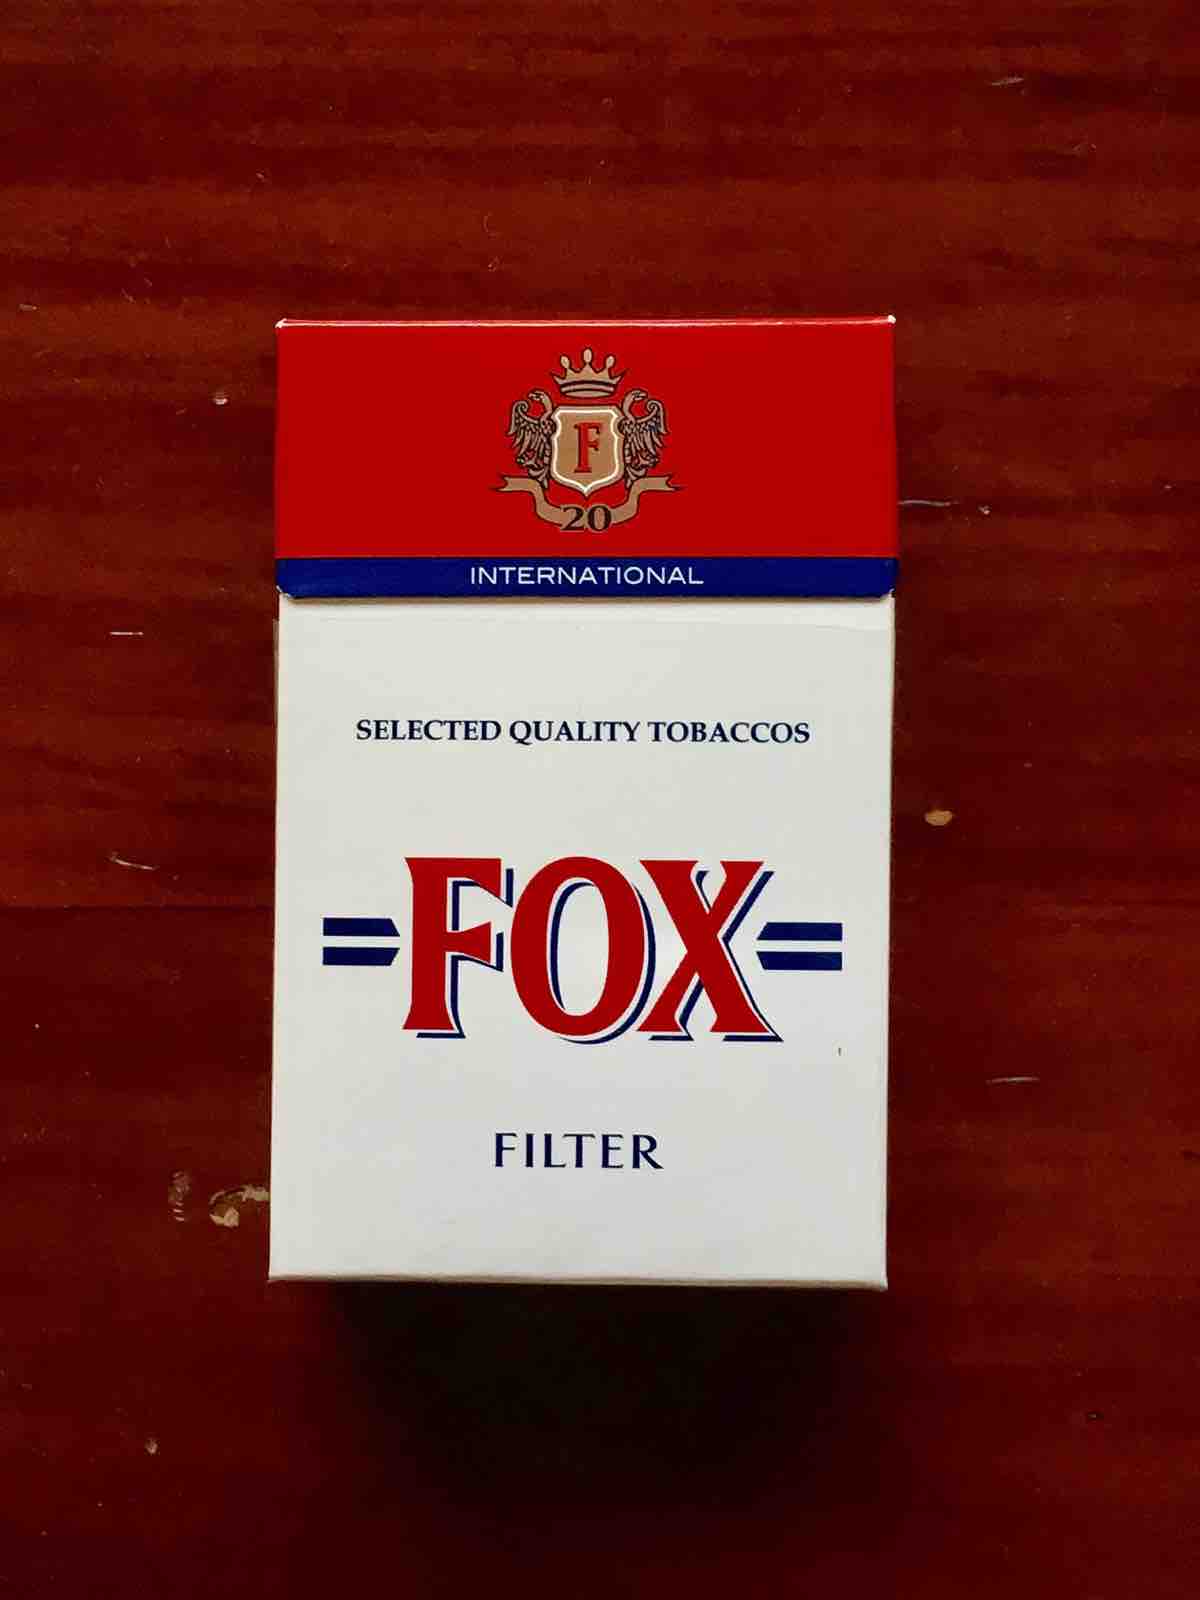 F
20
INTERNATIONAL
SELECTED QUALITY TOBACCOS
FOX
FILTER